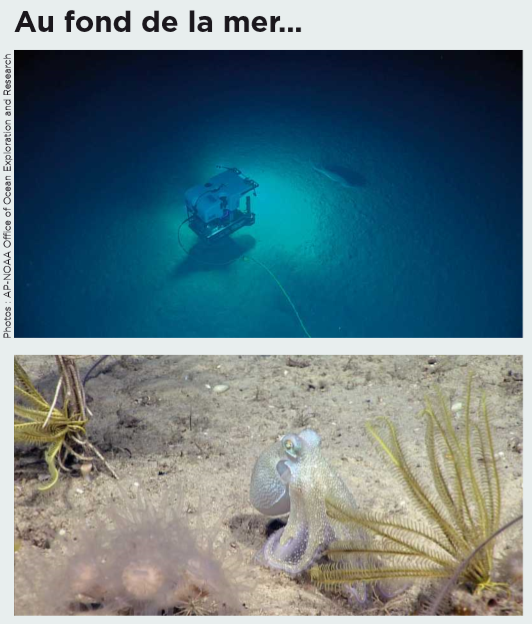 Au fond de la mer...
Photos : AP-NOAA Office of Ocean Exploration and Research